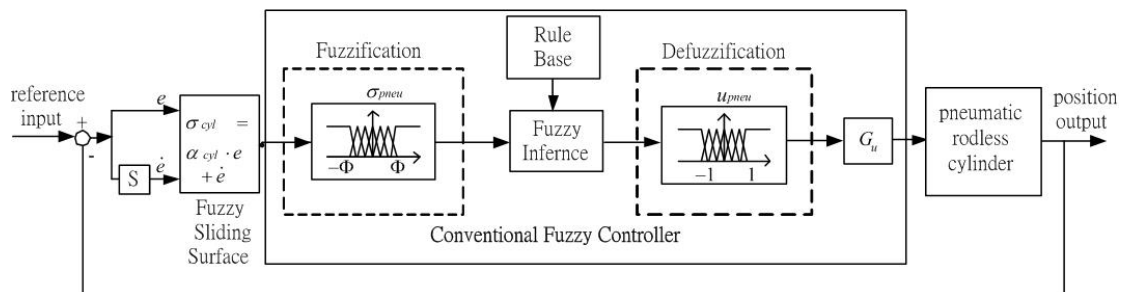 reference
input
+
-
e
S
ė
σcyl =
αcyl · e
+ ė
Fuzzy
Sliding
Surface
Fuzzification
σpneu
−Φ Φ
Rule
Base
Fuzzy
Infernce
Defuzzification
upneu
−1 1
Gu
Conventional Fuzzy Controller
pneumatic
rodless
cylinder
position
output